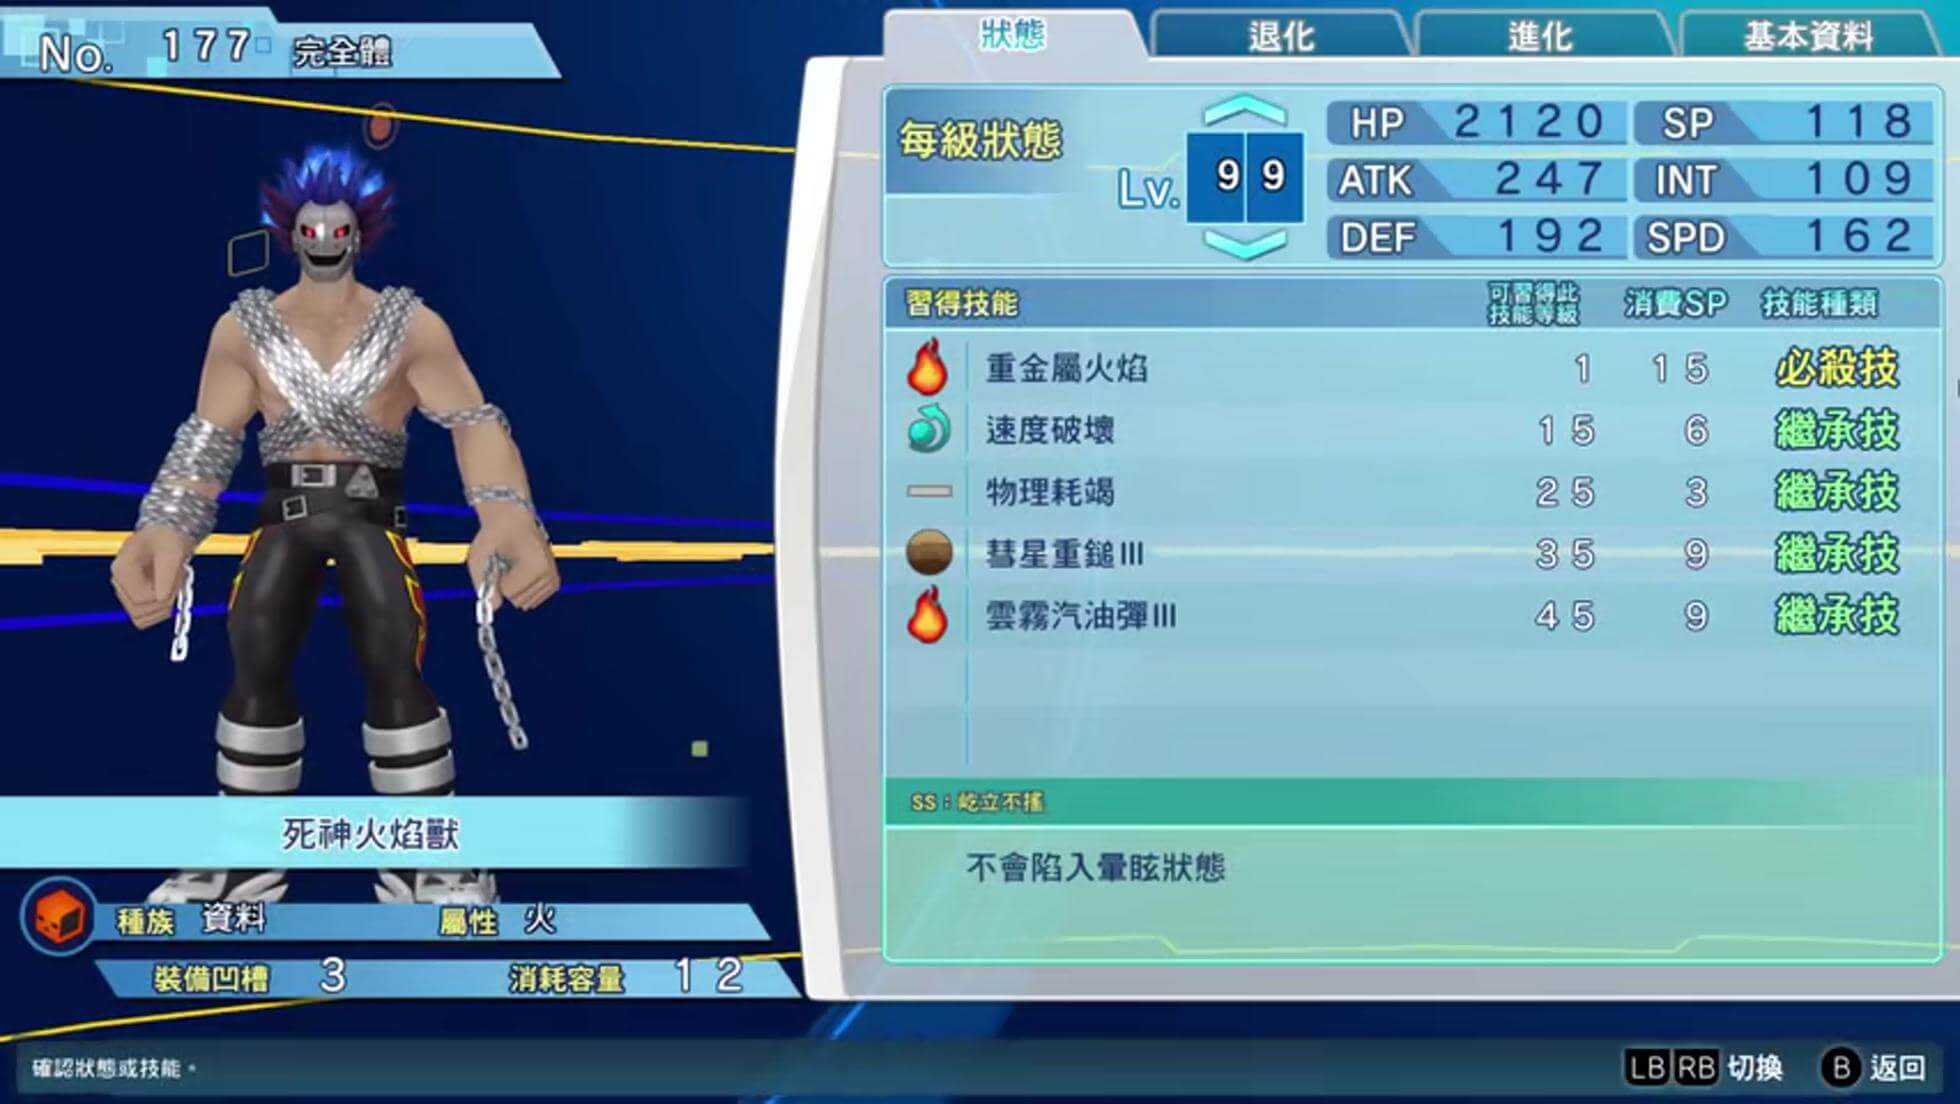 No. 177 完全體
狀態 退化 進化 基本資料
每級狀態
Lv. 99
HP 2120 SP 118
ATK 247 INT 109
DEF 192 SPD 162
習得技能 可習得此技能等級 消費SP 技能種類
重金屬火焰 1 15 必殺技
速度破壞 15 6 繼承技
物理耗竭 25 3 繼承技
彗星重鎚III 35 9 繼承技
雲霧汽油彈III 45 9 繼承技
SS：屹立不搖
不會陷入暈眩狀態
死神火焰獸
種族 資料 屬性 火
裝備凹槽 3 消耗容量 12
確認狀態或技能。
LB RB 切換 B 返回